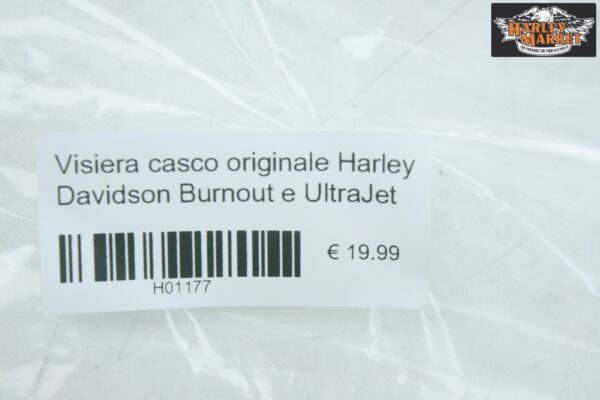 HARLEY
MARKET
Visiera casco originale Harley
Davidson Burnout e UltraJet
€ 19.99
H01177